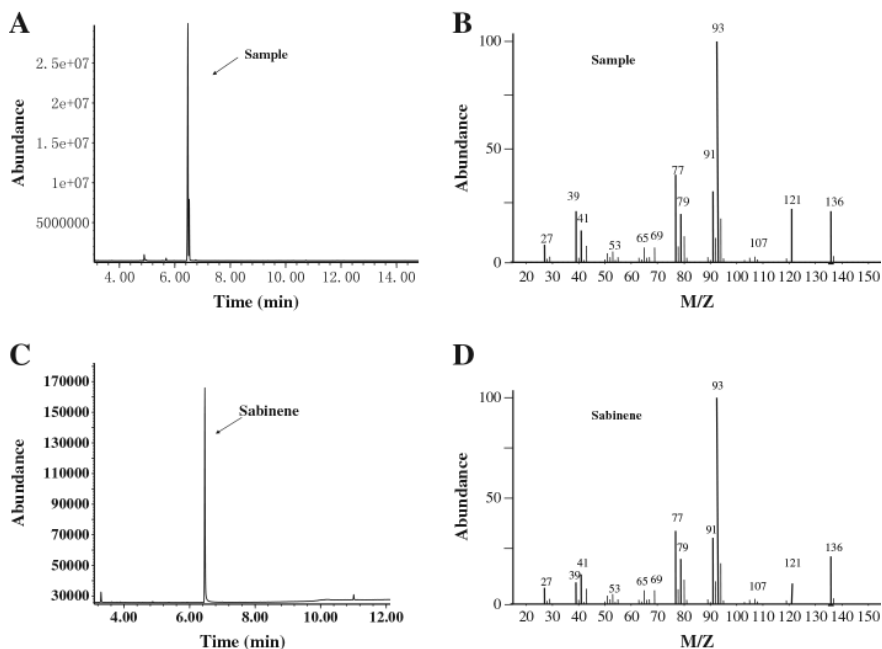 A
Abundance
2.5e+07
2e+07
1.5e+07
1e+07
5000000
Sample
4.00 6.00 8.00 10.00 12.00 14.00
Time (min)
B
Abundance
100
50
0
Sample
93
91
77
79
39
41
27
53
65
69
107
121
136
20 30 40 50 60 70 80 90 100 110 120 130 140 150
M/Z
C
Abundance
170000
150000
130000
110000
90000
70000
50000
30000
Sabinene
4.00 6.00 8.00 10.00 12.00
Time (min)
D
Abundance
100
50
0
Sabinene
93
91
77
79
39
41
27
53
65
69
107
121
136
20 30 40 50 60 70 80 90 100 110 120 130 140 150
M/Z